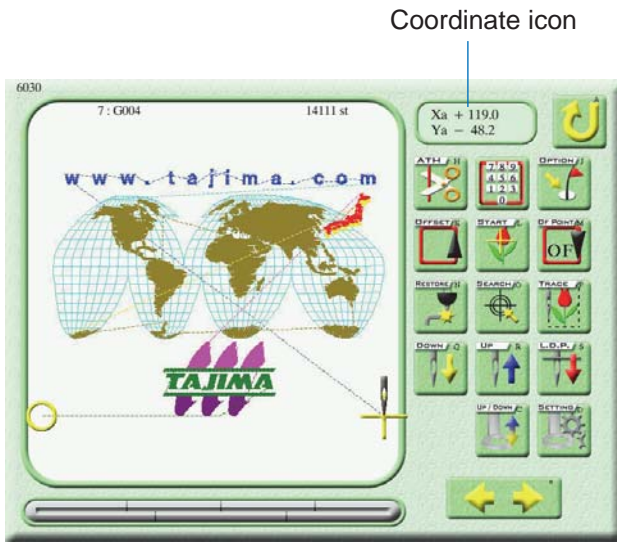 Coordinate icon
6030
7 : G004 14111 st
Xa + 119.0
Ya - 48.2
A
ATH / H
7 8 9
4 5 6
1 2 3
0
OPTION / J
www.tajima.com
OFFSET / K
START / L
OF POINT / M
OF
RESTORE / N
SEARCH / O
TRACE / P
DOWN / Q
UP / R
L.D.P. / S
TAJIMA
UP / DOWN / C
SETTING / D